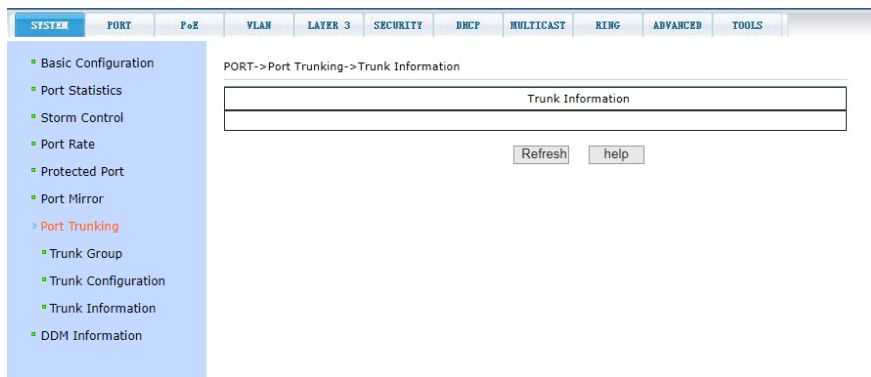 SYSTEM PORT PoE VLAN LAYER 3 SECURITY DHCP MULTICAST RING ADVANCED TOOLS
Basic Configuration
Port Statistics
Storm Control
Port Rate
Protected Port
Port Mirror
Port Trunking
Trunk Group
Trunk Configuration
Trunk Information
DDM Information
PORT->Port Trunking->Trunk Information
Trunk Information
Refresh help